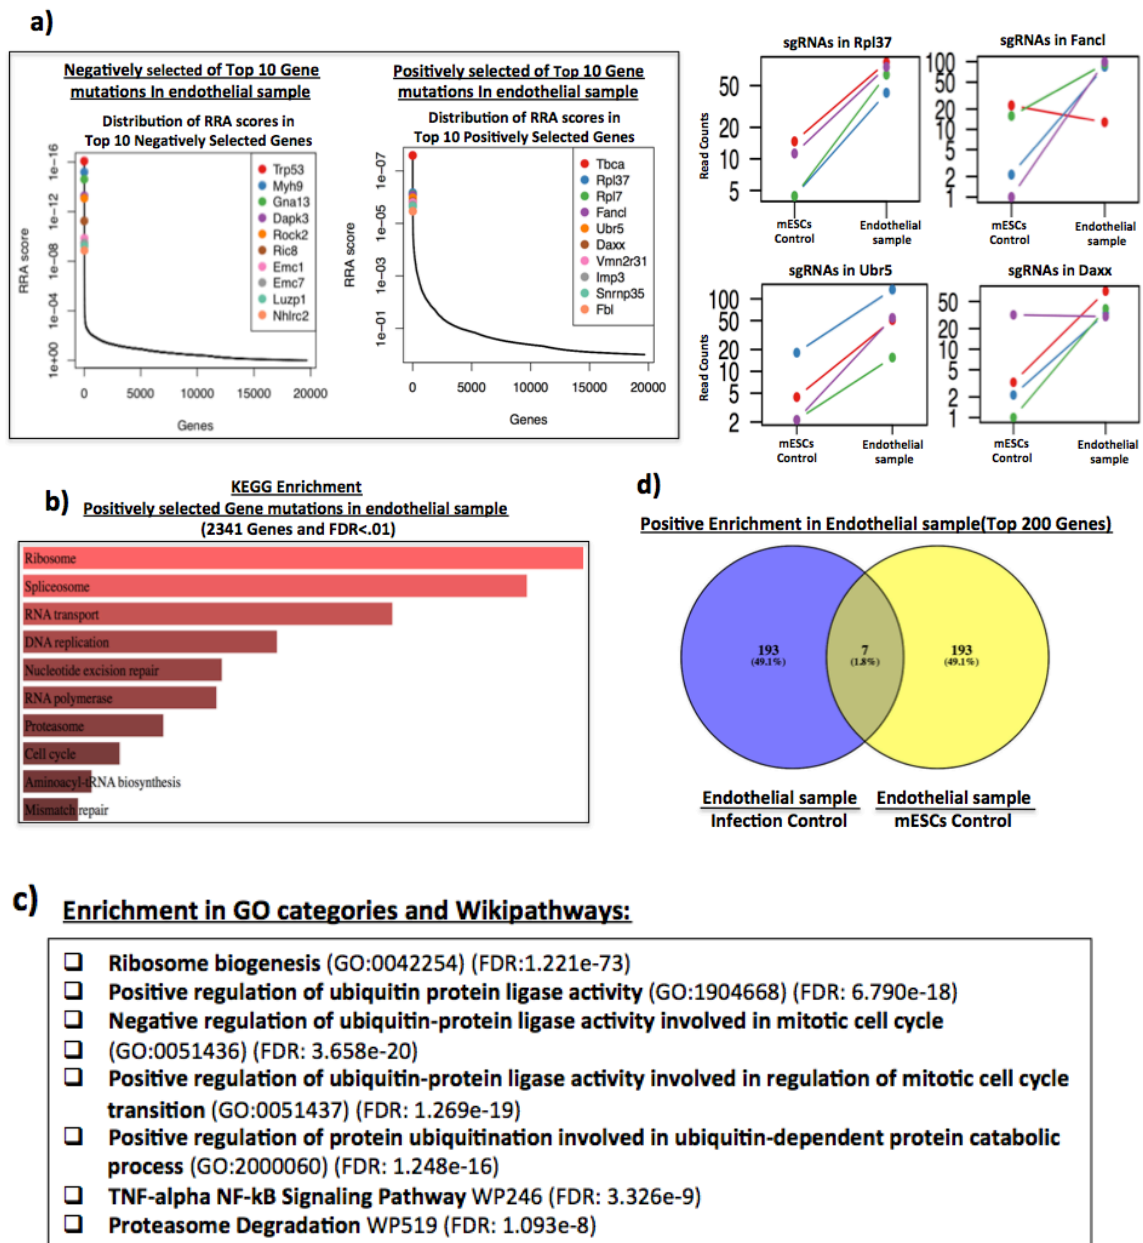 a)
Negatively selected of Top 10 Gene
mutations In endothelial sample
Distribution of RRA scores in
Top 10 Negatively Selected Genes
1e−16
1e−12
1e−08
1e−04
1e+00
RRA score
0
5000
10000
15000
20000
Genes
Trp53
Myh9
Gna13
Dapk3
Rock2
Ric8
Emc1
Emc7
Luzp1
Nhlrc2
Positively selected of Top 10 Gene
mutations In endothelial sample
Distribution of RRA scores in
Top 10 Positively Selected Genes
1e−07
1e−05
1e−03
1e−01
RRA score
0
5000
10000
15000
20000
Genes
Tbca
Rpl37
Rpl7
Fancl
Ubr5
Daxx
Vmn2r31
Imp3
Snrnp35
Fbl
sgRNAs in Rpl37
Read Counts
50
20
10
5
mESCs
Control
Endothelial
sample
sgRNAs in Fancl
100
50
20
10
5
2
1
mESCs
Control
Endothelial
sample
sgRNAs in Ubr5
Read Counts
100
50
20
10
5
2
mESCs
Control
Endothelial
sample
sgRNAs in Daxx
50
20
10
5
2
1
mESCs
Control
Endothelial
sample
b)
KEGG Enrichment
Positively selected Gene mutations in endothelial sample
(2341 Genes and FDR<.01)
Ribosome
Spliceosome
RNA transport
DNA replication
Nucleotide excision repair
RNA polymerase
Proteasome
Cell cycle
Aminoacyl-tRNA biosynthesis
Mismatch repair
d)
Positive Enrichment in Endothelial sample(Top 200 Genes)
193
(49.1%)
7
(1.8%)
193
(49.1%)
Endothelial sample
Infection Control
Endothelial sample
mESCs Control
c)
Enrichment in GO categories and Wikipathways:
Ribosome biogenesis (GO:0042254) (FDR:1.221e-73)
Positive regulation of ubiquitin protein ligase activity (GO:1904668) (FDR: 6.790e-18)
Negative regulation of ubiquitin-protein ligase activity involved in mitotic cell cycle
(GO:0051436) (FDR: 3.658e-20)
Positive regulation of ubiquitin-protein ligase activity involved in regulation of mitotic cell cycle
transition (GO:0051437) (FDR: 1.269e-19)
Positive regulation of protein ubiquitination involved in ubiquitin-dependent protein catabolic
process (GO:2000060) (FDR: 1.248e-16)
TNF-alpha NF-kB Signaling Pathway WP246 (FDR: 3.326e-9)
Proteasome Degradation WP519 (FDR: 1.093e-8)